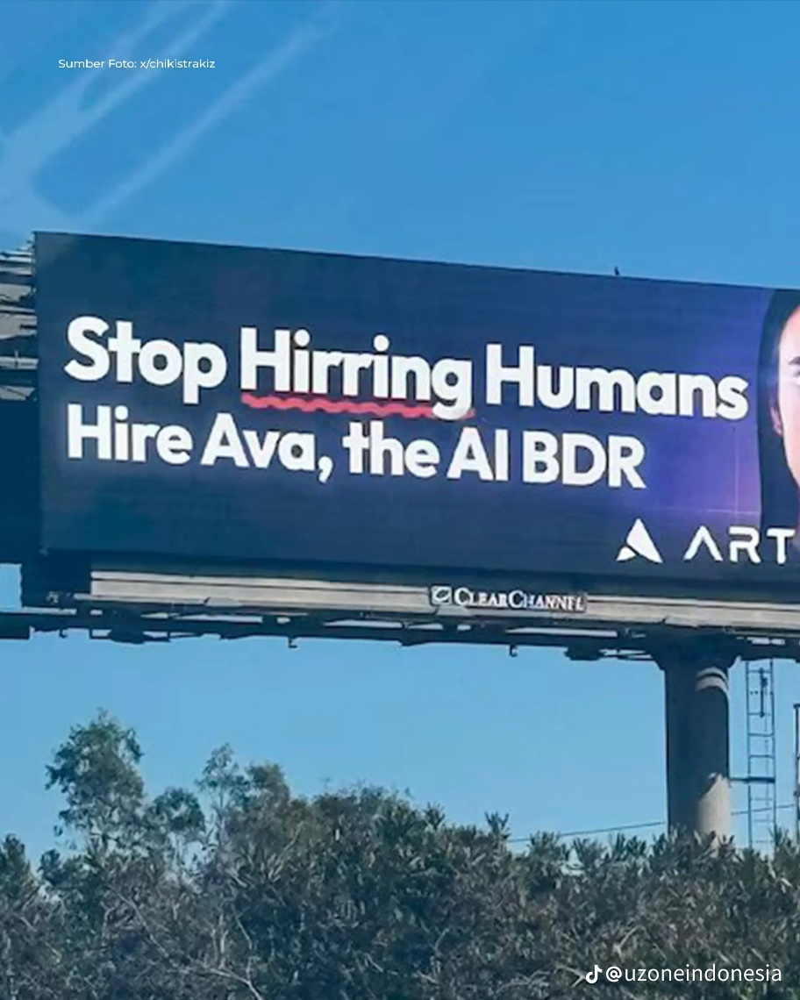 Sumber Foto: x/chikistrakiz
Stop Hirring Humans
Hire Ava, the AI BDR
ART
CLEARCHANNEL
@uzoneindonesia